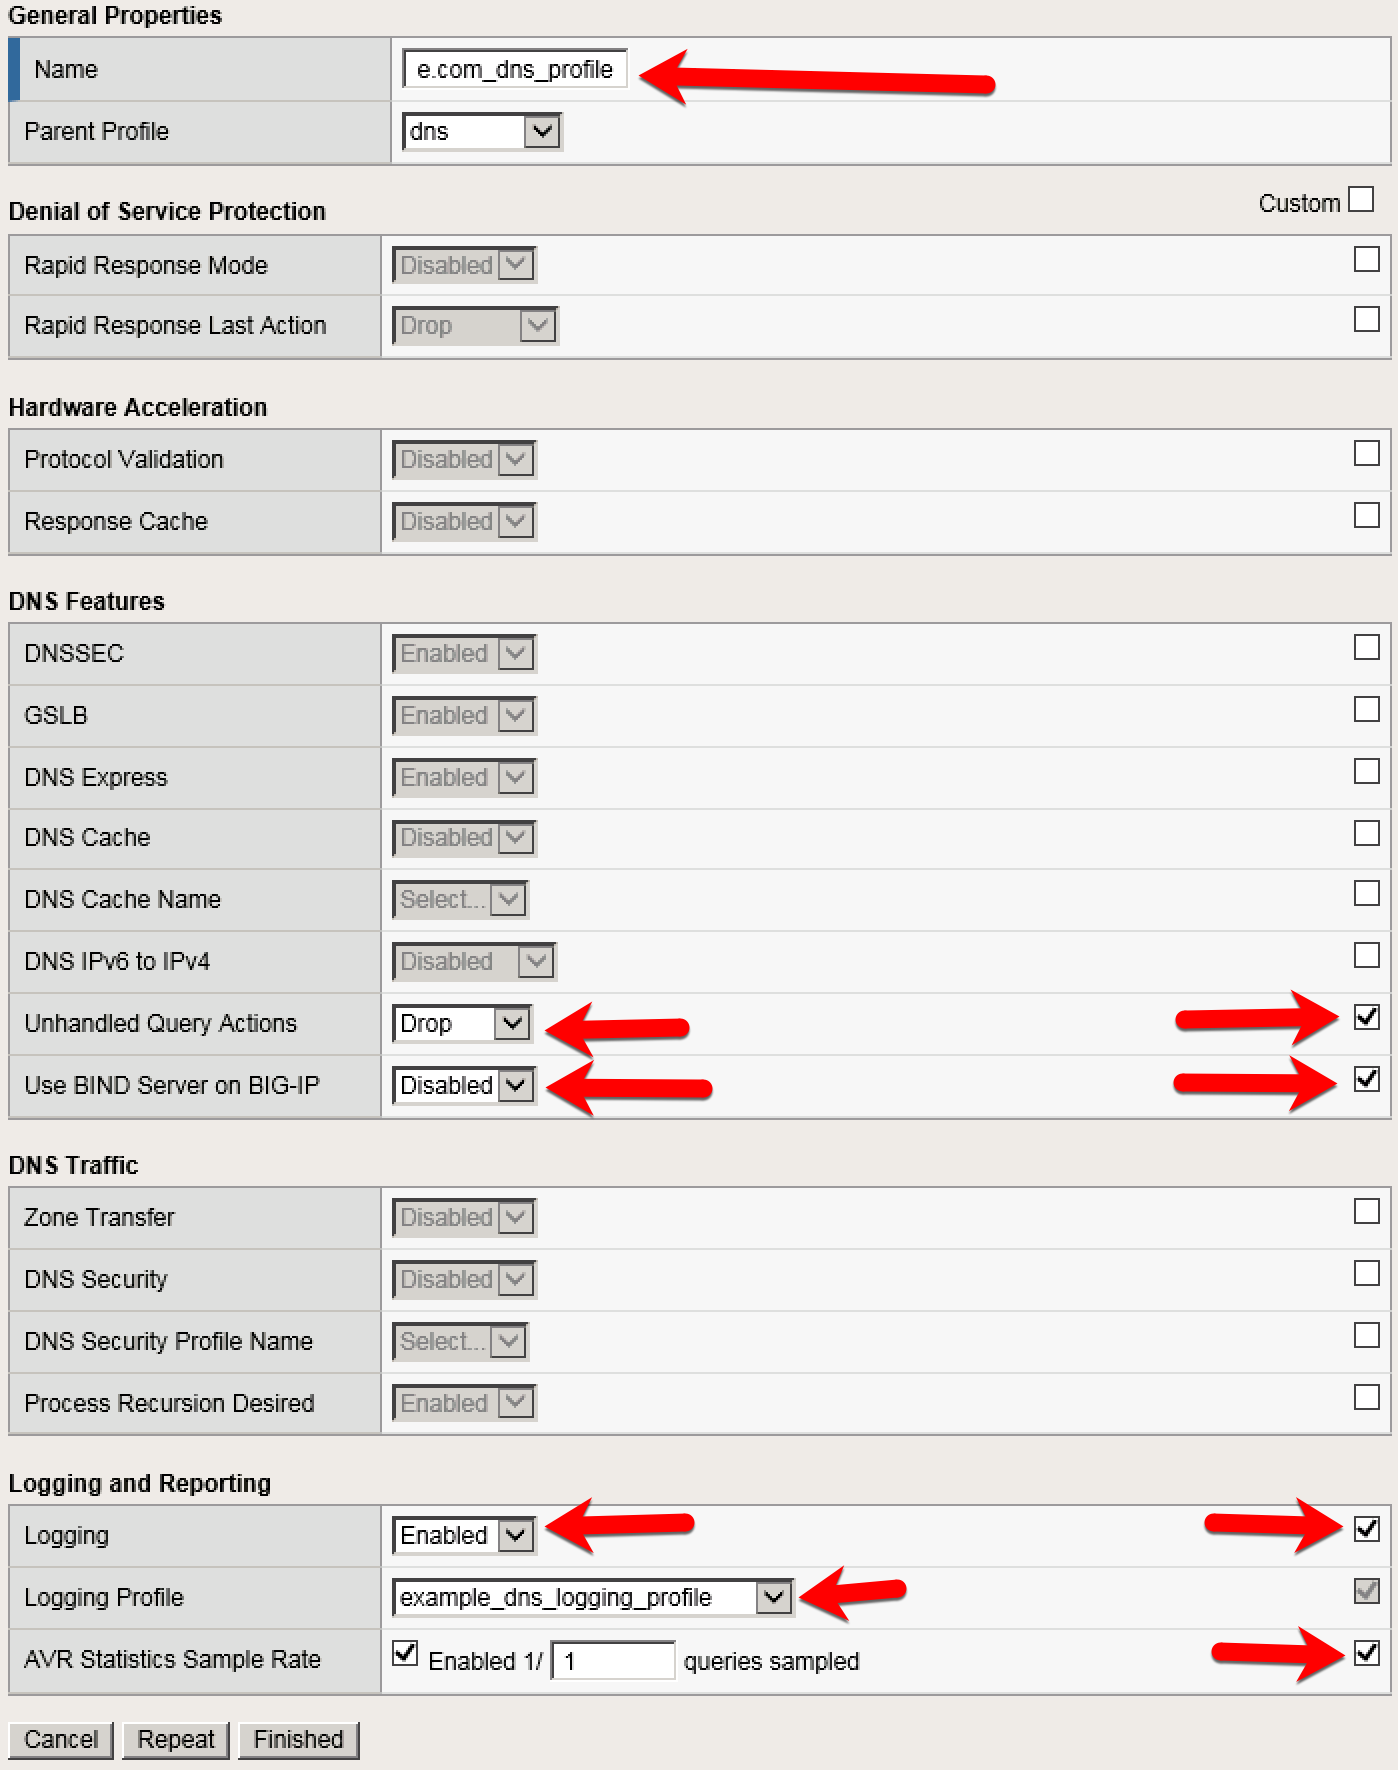 General Properties
Name e.com_dns_profile
Parent Profile dns
Denial of Service Protection Custom
Rapid Response Mode Disabled
Rapid Response Last Action Drop
Hardware Acceleration
Protocol Validation Disabled
Response Cache Disabled
DNS Features
DNSSEC Enabled
GSLB Enabled
DNS Express Enabled
DNS Cache Disabled
DNS Cache Name Select...
DNS IPv6 to IPv4 Disabled
Unhandled Query Actions Drop
Use BIND Server on BIG-IP Disabled
DNS Traffic
Zone Transfer Disabled
DNS Security Disabled
DNS Security Profile Name Select...
Process Recursion Desired Enabled
Logging and Reporting
Logging Enabled
Logging Profile example_dns_logging_profile
AVR Statistics Sample Rate Enabled 1/ 1 queries sampled
Cancel Repeat Finished